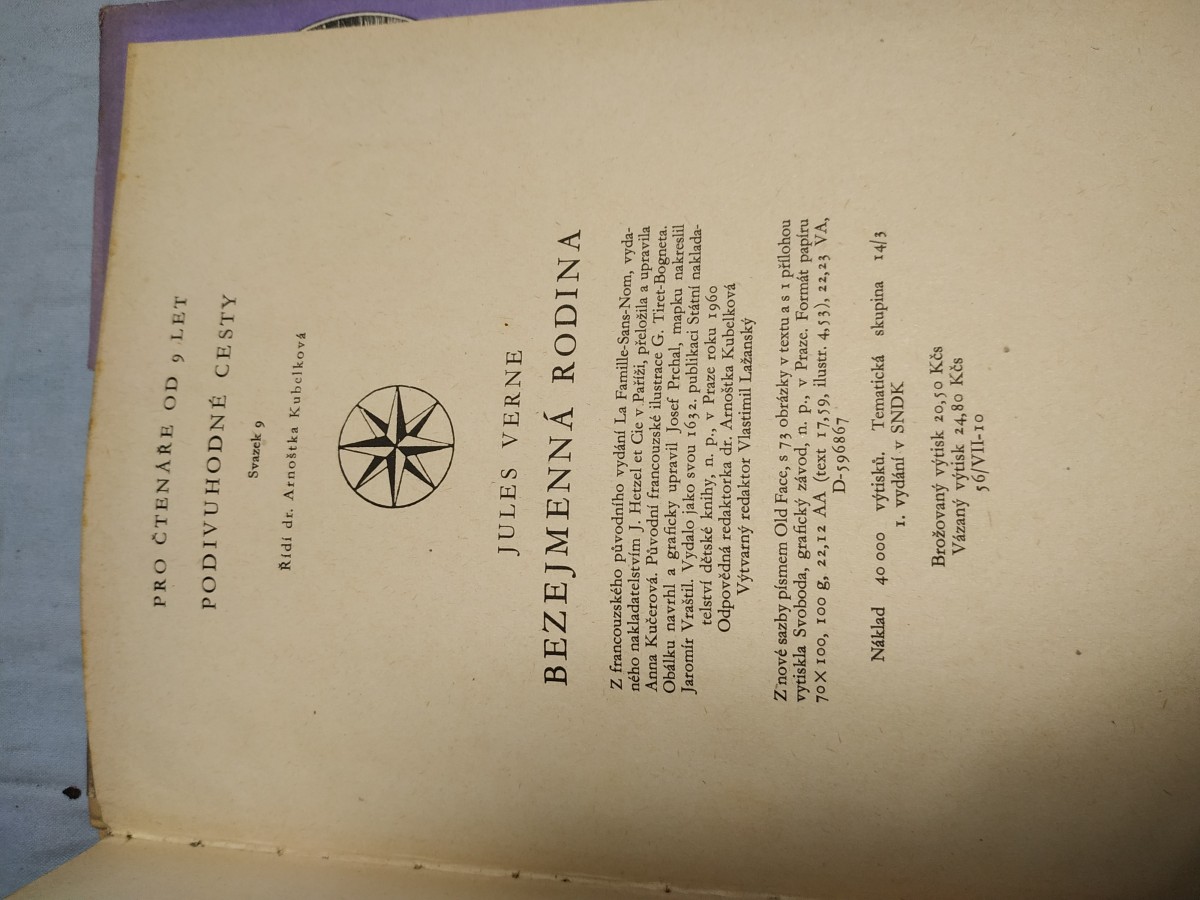 PRO ČTENÁŘE OD 9 LET
PODIVUHODNÉ CESTY
Svazek 9
Řídí dr. Arnoštka Kubelková
JULES VERNE
BEZEJMENNÁ RODINA
Z francouzského původního vydání La Famille-Sans-Nom, vyda-
ného nakladatelstvím J. Hetzel et Cie v Paříži, přeložila a upravila
Anna Kučerová. Původní francouzské ilustrace G. Tiret-Bogneta.
Obálku navrhl a graficky upravil Josef Prchal, mapku nakreslil
Jaromír Vraštil. Vydalo jako svou 1632. publikaci Státní naklada-
telství dětské knihy, n. p., v Praze roku 1960
Odpovědná redaktorka dr. Arnoštka Kubelková
Výtvarný redaktor Vlastimil Lažanský
Z nové sazby písmem Old Face, s 73 obrázky v textu a s 1 přílohou
vytiskla Svoboda, grafický závod, n. p., v Praze. Formát papíru
70×100, 100 g, 22,12 AA (text 17,59, ilustr. 4,53), 22,23 VA,
D-596867
Náklad 40 000 výtisků. Tematická skupina 14/3
1. vydání v SNDK
Brožovaný výtisk 20,50 Kčs
Vázaný výtisk 24,80 Kčs
56/VII-10